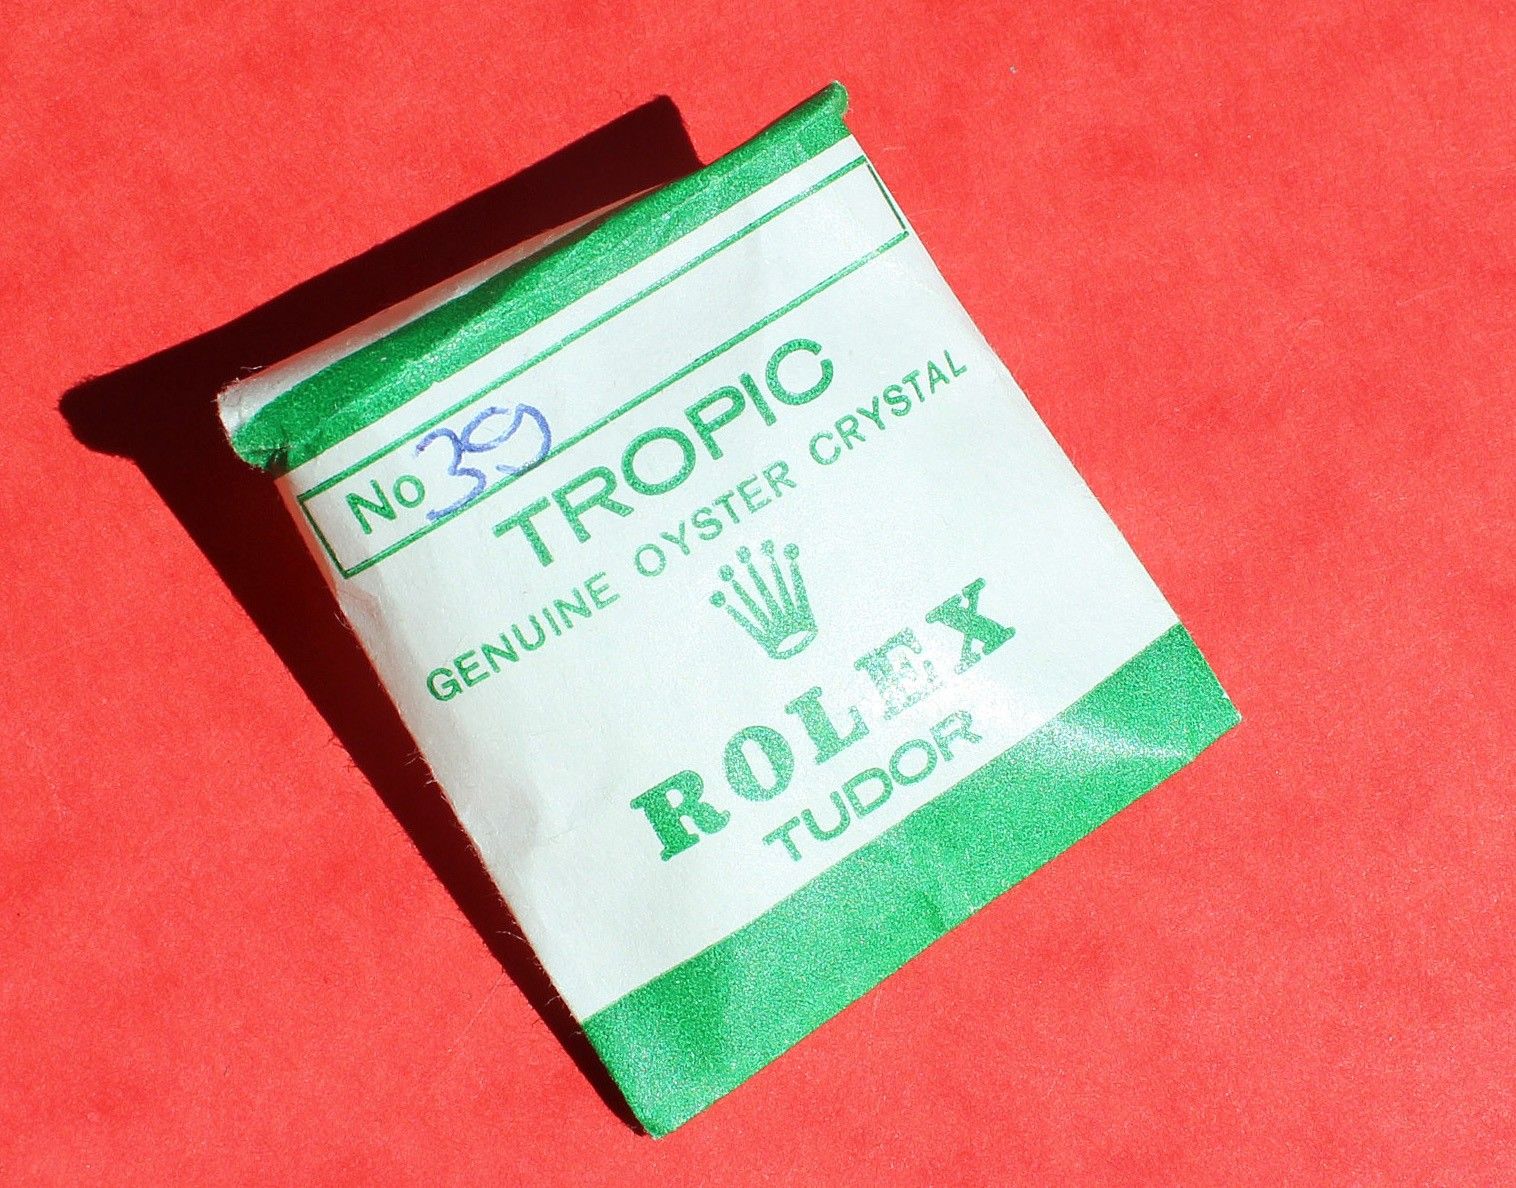 No 39
TROPIC
GENUINE OYSTER CRYSTAL
ROLEX
TUDOR